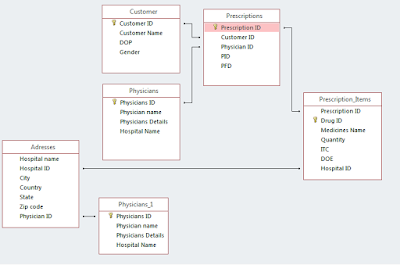 Customer
Customer ID
Customer Name
DOP
Gender
Prescriptions
Prescription ID
Customer ID
Physician ID
PID
PFD
Physicians
Physicians ID
Physician name
Physicians Details
Hospital Name
Prescription_Items
Prescription ID
Drug ID
Medicines Name
Quantity
ITC
DOE
Hospital ID
Adresses
Hospital name
Hospital ID
City
Country
State
Zip code
Physician ID
Physicians_1
Physicians ID
Physician name
Physicians Details
Hospital Name